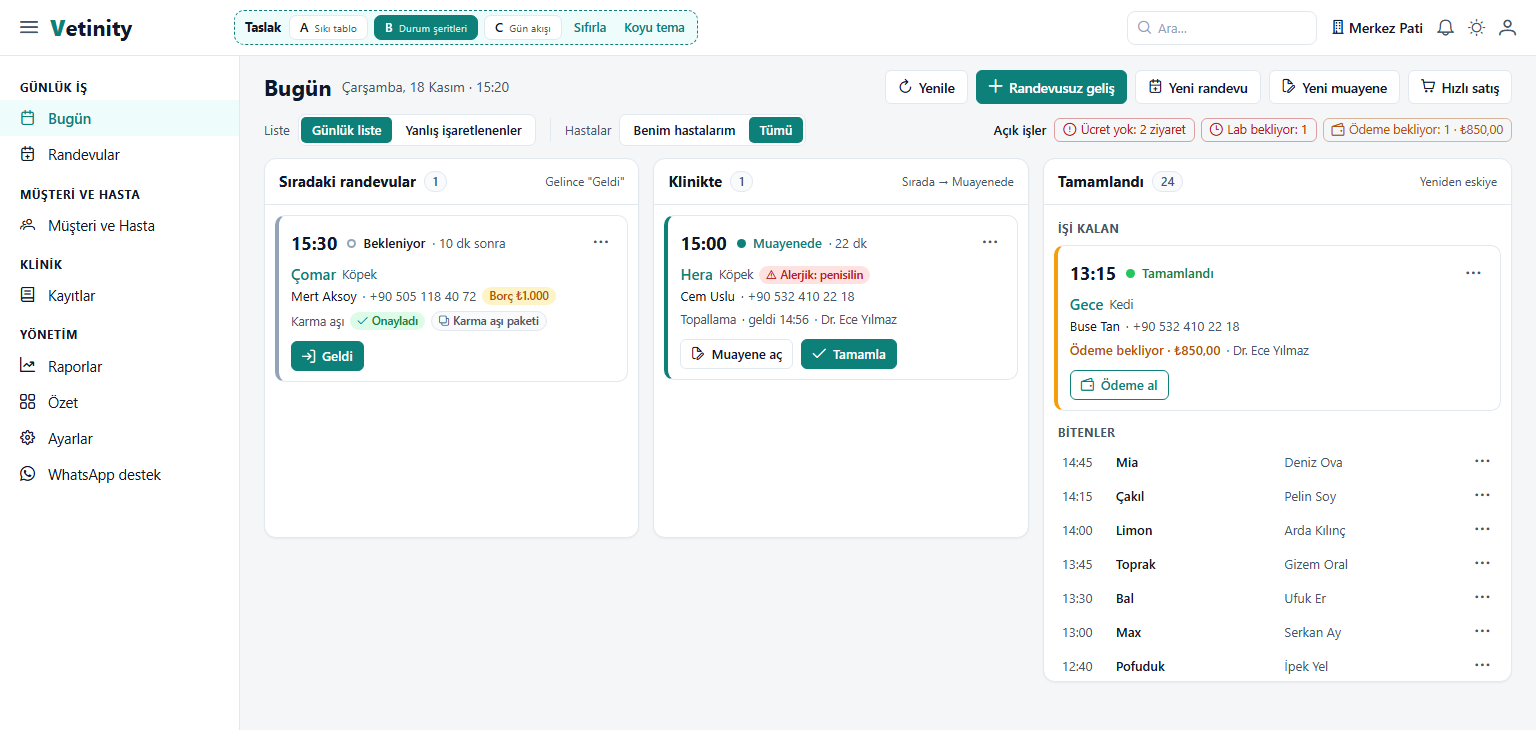 Vetinity
Taslak A Sıkı tablo B Durum şeritleri C Gün akışı Sıfırla Koyu tema
Ara...
Merkez Pati
GÜNLÜK İŞ
Bugün
Randevular
MÜŞTERİ VE HASTA
Müşteri ve Hasta
KLİNİK
Kayıtlar
YÖNETİM
Raporlar
Özet
Ayarlar
WhatsApp destek
Bugün Çarşamba, 18 Kasım · 15:20
Yenile
Randevusuz geliş
Yeni randevu
Yeni muayene
Hızlı satış
Liste Günlük liste Yanlış işaretlenenler
Hastalar Benim hastalarım Tümü
Açık işler Ücret yok: 2 ziyaret Lab bekliyor: 1 Ödeme bekliyor: 1 · ₺850,00
Sıradaki randevular 1 Gelince "Geldi"
15:30 Bekleniyor · 10 dk sonra
Çomar Köpek
Mert Aksoy · +90 505 118 40 72 Borç ₺1.000
Karma aşı Onayladı Karma aşı paketi
Geldi
Klinikte 1 Sırada → Muayenede
15:00 Muayenede · 22 dk
Hera Köpek Alerjik: penisilin
Cem Uslu · +90 532 410 22 18
Topallama · geldi 14:56 · Dr. Ece Yılmaz
Muayene aç Tamamla
Tamamlandı 24 Yeniden eskiye
İŞİ KALAN
13:15 Tamamlandı
Gece Kedi
Buse Tan · +90 532 410 22 18
Ödeme bekliyor · ₺850,00 · Dr. Ece Yılmaz
Ödeme al
BİTENLER
14:45 Mia Deniz Ova
14:15 Çakıl Pelin Soy
14:00 Limon Arda Kılınç
13:45 Toprak Gizem Oral
13:30 Bal Ufuk Er
13:00 Max Serkan Ay
12:40 Pofuduk İpek Yel